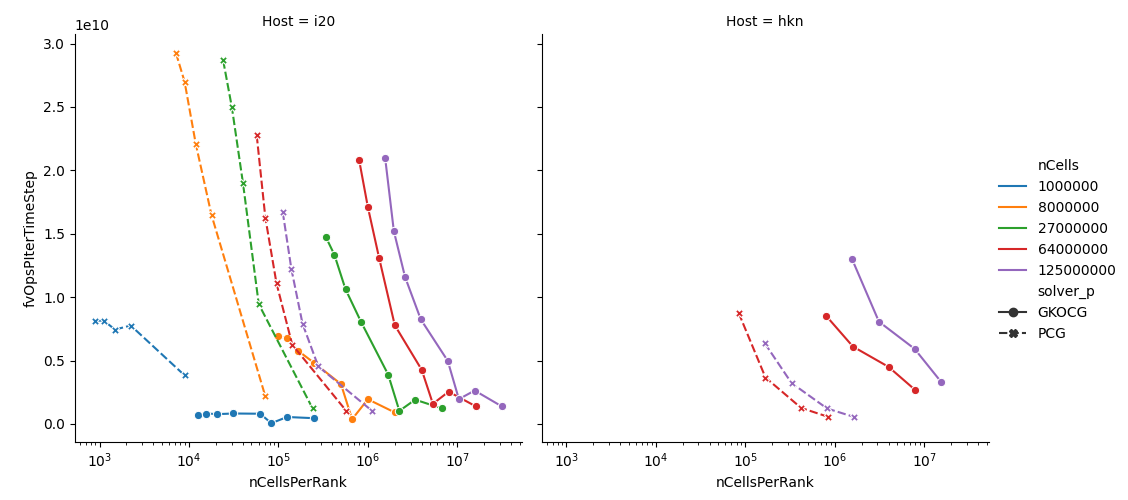 Host = i20
Host = hkn
1e10
3.0
2.5
2.0
1.5
1.0
0.5
0.0
fvOpsPIterTimeStep
10³ 10⁴ 10⁵ 10⁶ 10⁷
nCellsPerRank
10³ 10⁴ 10⁵ 10⁶ 10⁷
nCellsPerRank
nCells
1000000
8000000
27000000
64000000
125000000
solver_p
GKOCG
PCG